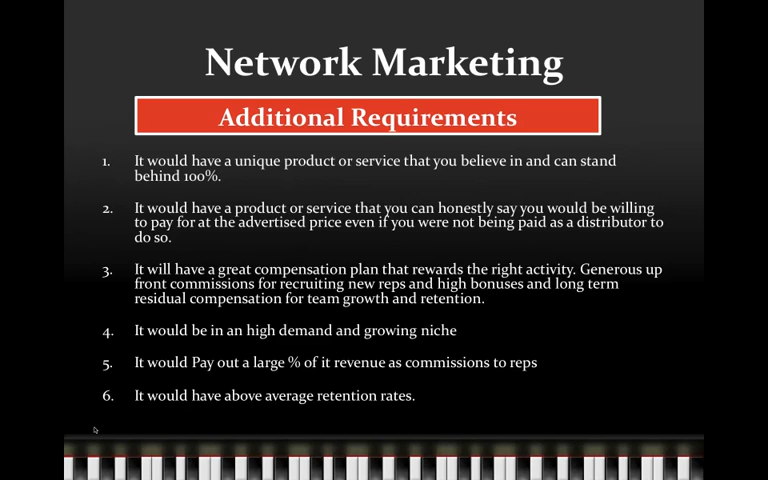 Network Marketing
Additional Requirements
1. It would have a unique product or service that you believe in and can stand
behind 100%.
2. It would have a product or service that you can honestly say you would be willing
to pay for at the advertised price even if you were not being paid as a distributor to
do so.
3. It will have a great compensation plan that rewards the right activity. Generous up
front commissions for recruiting new reps and high bonuses and long term
residual compensation for team growth and retention.
4. It would be in an high demand and growing niche
5. It would Pay out a large % of it revenue as commissions to reps
6. It would have above average retention rates.